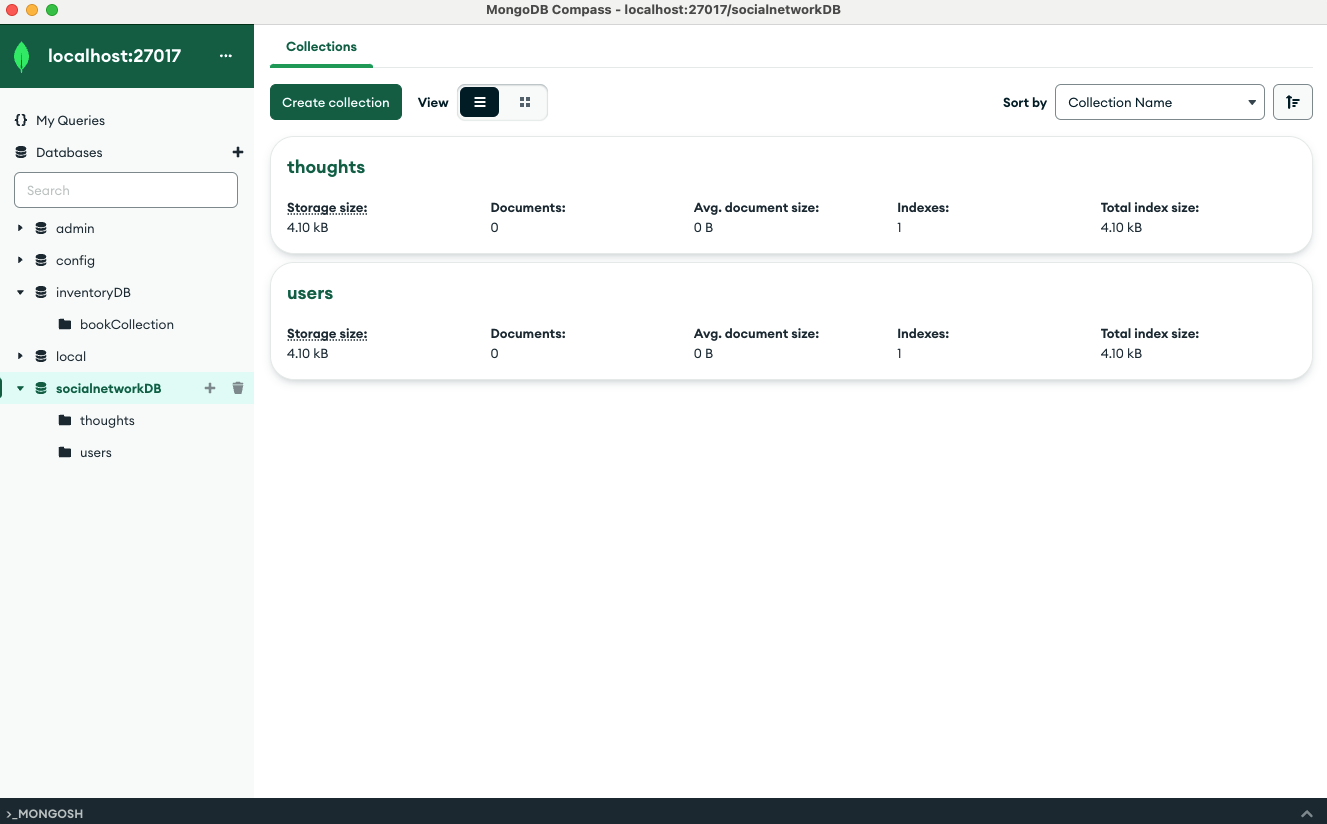 MongoDB Compass - localhost:27017/socialnetworkDB
localhost:27017
My Queries
Databases
Search
admin
config
inventoryDB
bookCollection
local
socialnetworkDB
thoughts
users
Collections
Create collection View Sort by Collection Name
thoughts
Storage size: Documents: Avg. document size: Indexes: Total index size:
4.10 kB 0 0 B 1 4.10 kB
users
Storage size: Documents: Avg. document size: Indexes: Total index size:
4.10 kB 0 0 B 1 4.10 kB
>_MONGOSH